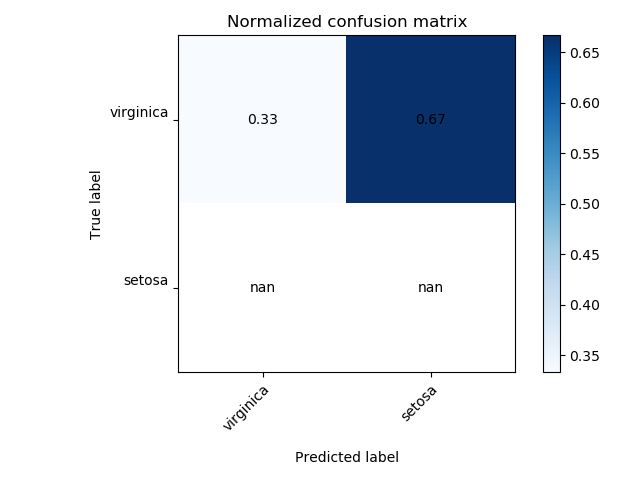 Normalized confusion matrix
True label
virginica
0.33
0.67
setosa
nan
nan
virginica
setosa
Predicted label
0.65
0.60
0.55
0.50
0.45
0.40
0.35